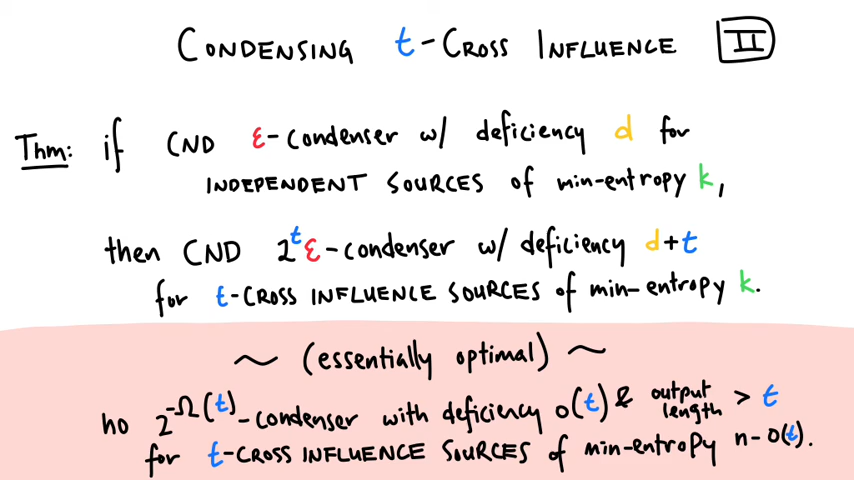 CONDENSING t-CROSS INFLUENCE II
Thm: if CND ε-condenser w/ deficiency d for
INDEPENDENT SOURCES of min-entropy k,
then CND 2^t ε-condenser w/ deficiency d+t
for t-CROSS INFLUENCE SOURCES of min-entropy k.
~ (essentially optimal) ~
no 2^-Ω(t)-condenser with deficiency o(t) & output length > t
for t-CROSS INFLUENCE SOURCES of min-entropy n-o(t).